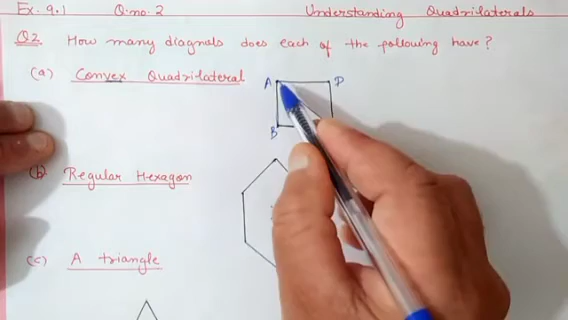 Ex. 9.1 Q.no. 2 Understanding Quadrilaterals
Q2 How many diagnals does each of the following have?
(a) Convex Quadrilateral
A D
B
(b) Regular Hexagon
(c) A triangle